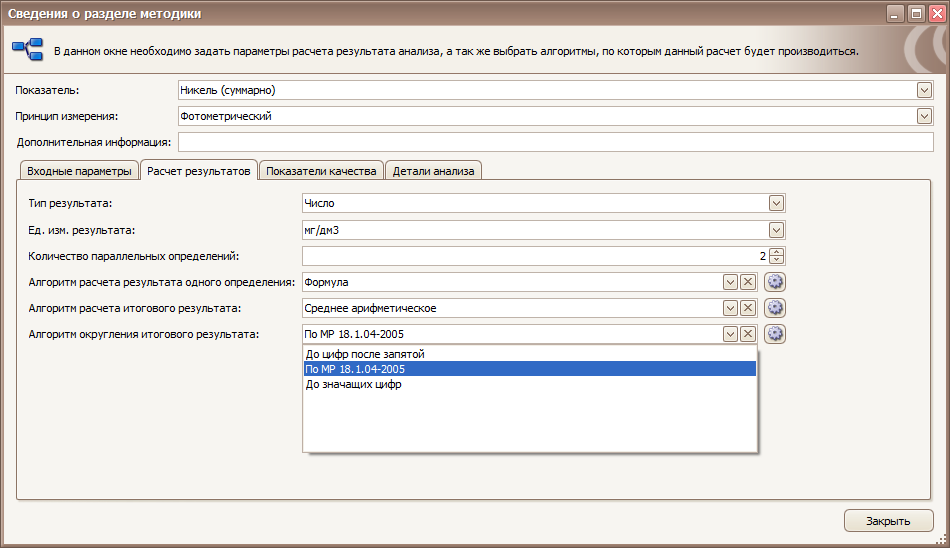 Сведения о разделе методики
В данном окне необходимо задать параметры расчета результата анализа, а так же выбрать алгоритмы, по которым данный расчет будет производиться.
Показатель: Никель (суммарно)
Принцип измерения: Фотометрический
Дополнительная информация:
Входные параметры Расчет результатов Показатели качества Детали анализа
Тип результата: Число
Ед. изм. результата: мг/дм3
Количество параллельных определений: 2
Алгоритм расчета результата одного определения: Формула
Алгоритм расчета итогового результата: Среднее арифметическое
Алгоритм округления итогового результата: По МР 18.1.04-2005
До цифр после запятой
По МР 18.1.04-2005
До значащих цифр
Закрыть